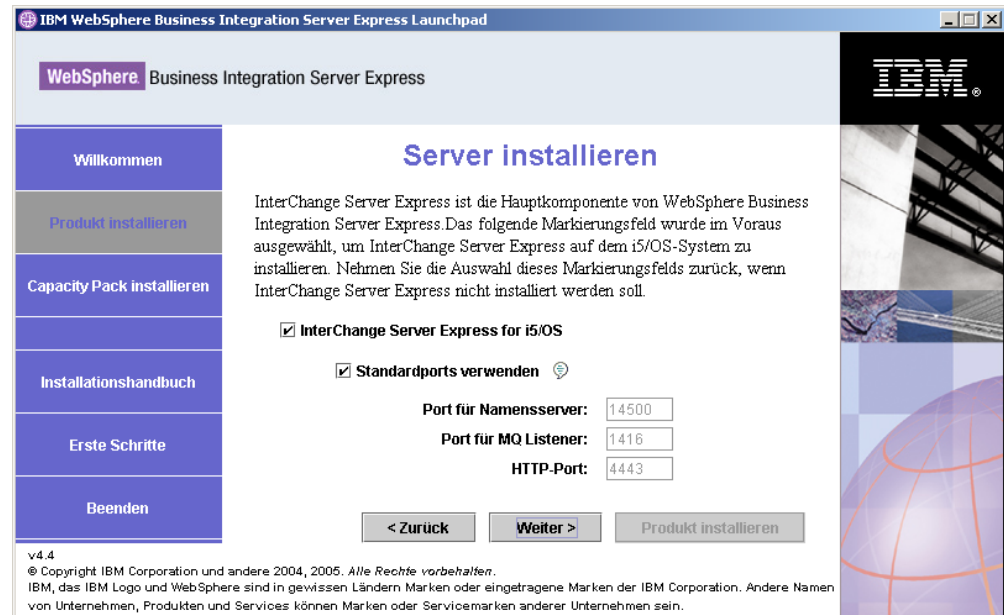 IBM WebSphere Business Integration Server Express Launchpad
WebSphere. Business Integration Server Express
IBM®
Willkommen
Produkt installieren
Capacity Pack installieren
Installationshandbuch
Erste Schritte
Beenden
Server installieren
InterChange Server Express ist die Hauptkomponente von WebSphere Business
Integration Server Express.Das folgende Markierungsfeld wurde im Voraus
ausgewählt, um InterChange Server Express auf dem i5/OS-System zu
installieren. Nehmen Sie die Auswahl dieses Markierungsfelds zurück, wenn
InterChange Server Express nicht installiert werden soll.
InterChange Server Express for i5/OS
Standardports verwenden
Port für Namensserver: 14500
Port für MQ Listener: 1416
HTTP-Port: 4443
< Zurück Weiter > Produkt installieren
v4.4
© Copyright IBM Corporation und andere 2004, 2005. Alle Rechte vorbehalten.
IBM, das IBM Logo und WebSphere sind in gewissen Ländern Marken oder eingetragene Marken der IBM Corporation. Andere Namen
von Unternehmen, Produkten und Services können Marken oder Servicemarken anderer Unternehmen sein.